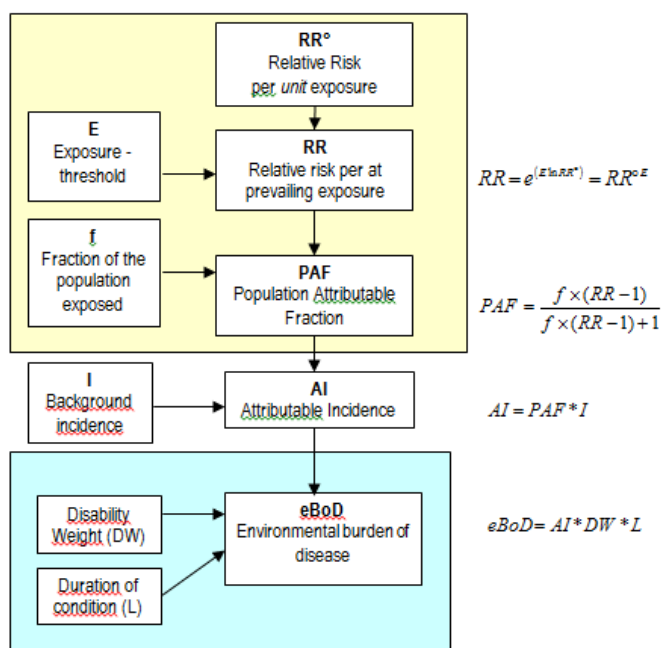 RR°
Relative Risk
per unit exposure
E
Exposure -
threshold
RR
Relative risk per at
prevailing exposure
RR = e^(E ln RR°) = RR°^E
f
Fraction of the
population
exposed
PAF
Population Attributable
Fraction
PAF = f×(RR−1) / f×(RR−1)+1
I
Background
incidence
AI
Attributable Incidence
AI = PAF * I
Disability
Weight (DW)
eBoD
Environmental burden of
disease
eBoD = AI * DW * L
Duration of
condition (L)